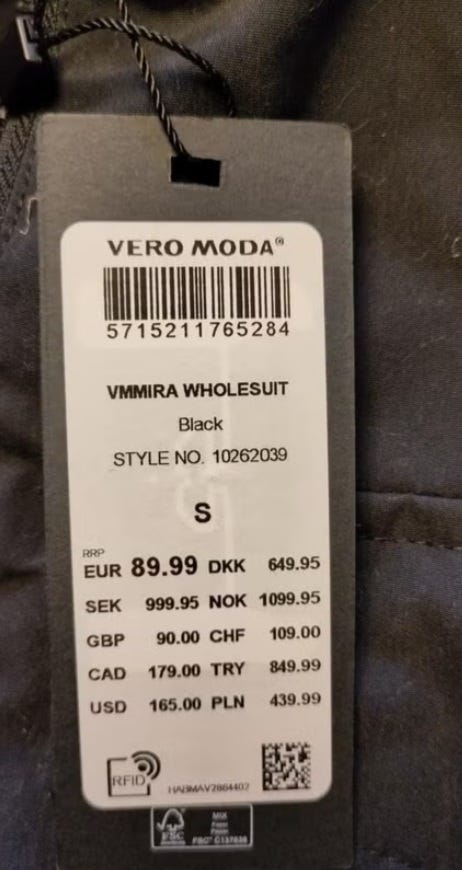 VERO MODA®
5715211765284
VMMIRA WHOLESUIT
Black
STYLE NO. 10262039
S
RRP
EUR 89.99 DKK 649.95
SEK 999.95 NOK 1099.95
GBP 90.00 CHF 109.00
CAD 179.00 TRY 849.99
USD 165.00 PLN 439.99
RFID
FSC
MIX